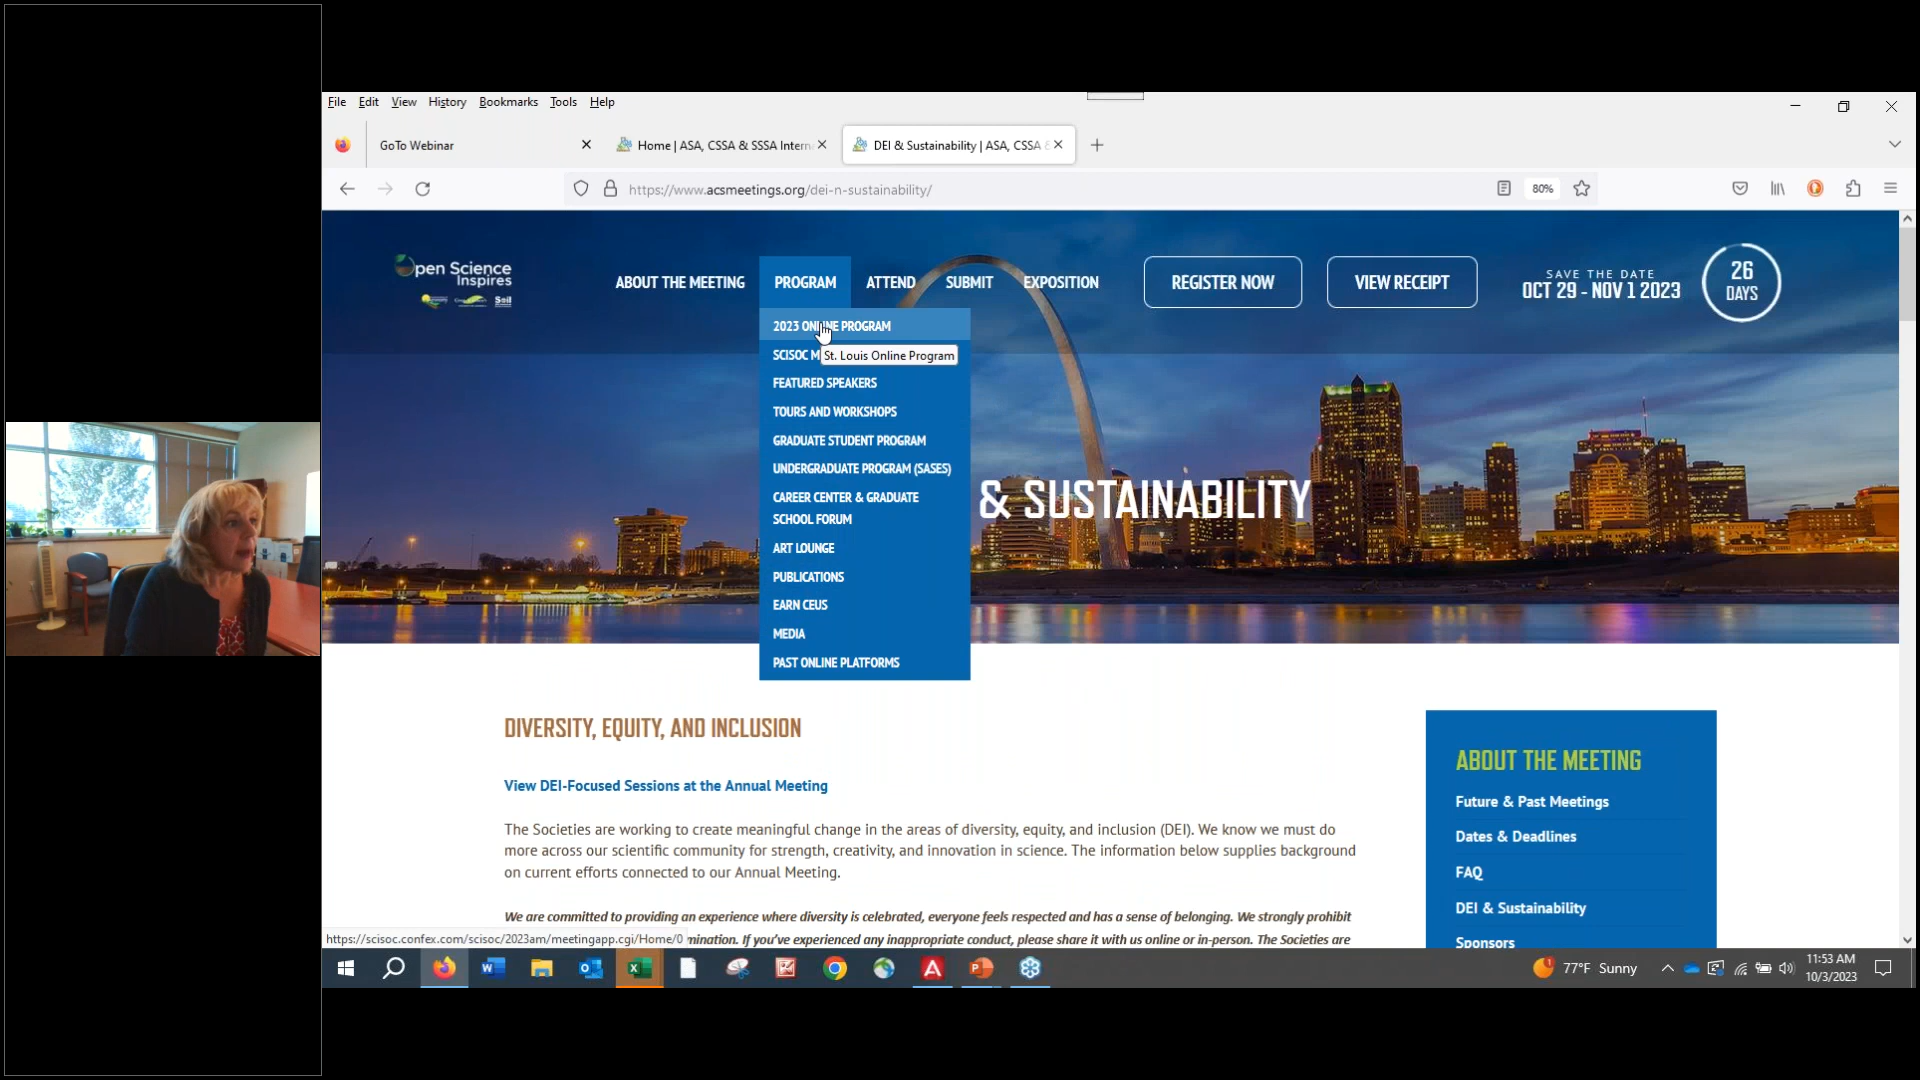 File Edit View History Bookmarks Tools Help
GoTo Webinar
Home | ASA, CSSA & SSSA Intern
DEI & Sustainability | ASA, CSSA &
https://www.acsmeetings.org/dei-n-sustainability/
80%
Open Science
Inspires
Soil
ABOUT THE MEETING
PROGRAM
ATTEND
SUBMIT
EXPOSITION
REGISTER NOW
VIEW RECEIPT
SAVE THE DATE
OCT 29 - NOV 1 2023
26
DAYS
2023 ONLINE PROGRAM
SCISOC M
St. Louis Online Program
FEATURED SPEAKERS
TOURS AND WORKSHOPS
GRADUATE STUDENT PROGRAM
UNDERGRADUATE PROGRAM (SASES)
CAREER CENTER & GRADUATE
SCHOOL FORUM
ART LOUNGE
PUBLICATIONS
EARN CEUS
MEDIA
PAST ONLINE PLATFORMS
& SUSTAINABILITY
DIVERSITY, EQUITY, AND INCLUSION
View DEI-Focused Sessions at the Annual Meeting
The Societies are working to create meaningful change in the areas of diversity, equity, and inclusion (DEI). We know we must do
more across our scientific community for strength, creativity, and innovation in science. The information below supplies background
on current efforts connected to our Annual Meeting.
We are committed to providing an experience where diversity is celebrated, everyone feels respected and has a sense of belonging. We strongly prohibit
mination. If you've experienced any inappropriate conduct, please share it with us online or in-person. The Societies are
https://scisoc.confex.com/scisoc/2023am/meetingapp.cgi/Home/0
ABOUT THE MEETING
Future & Past Meetings
Dates & Deadlines
FAQ
DEI & Sustainability
Sponsors
77°F Sunny
11:53 AM
10/3/2023